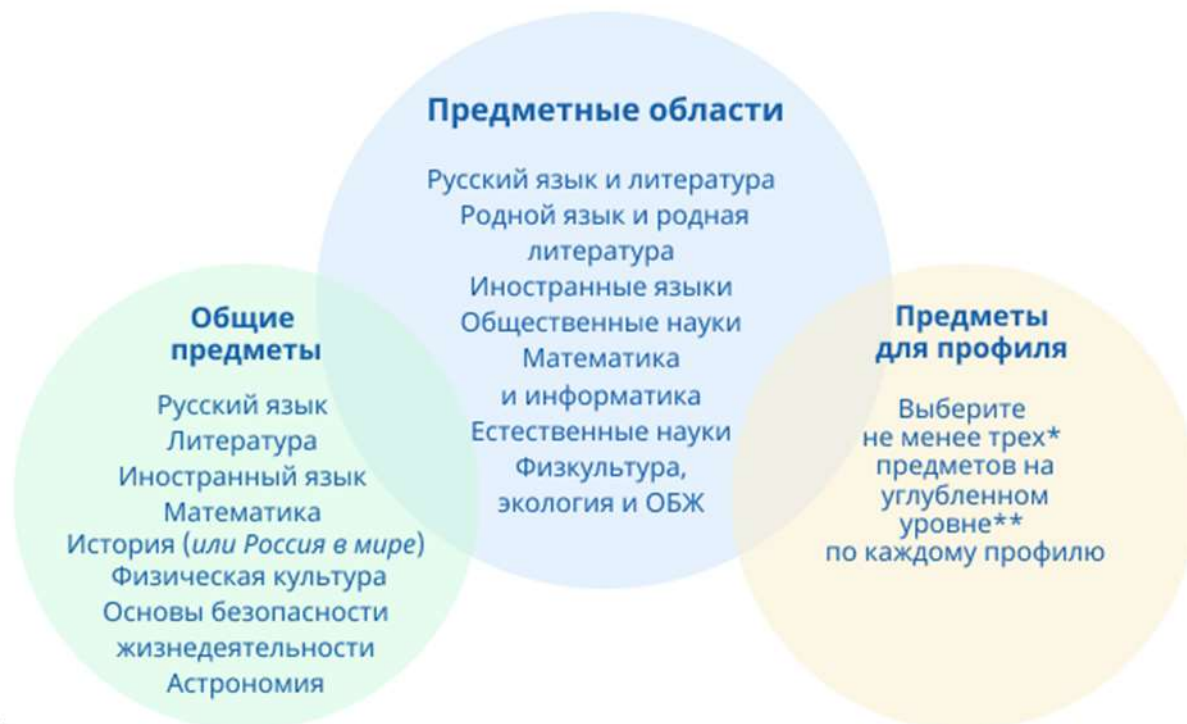 Предметные области
Русский язык и литература
Родной язык и родная
литература
Иностранные языки
Общественные науки
Математика
и информатика
Естественные науки
Физкультура,
экология и ОБЖ
Общие
предметы
Русский язык
Литература
Иностранный язык
Математика
История (или Россия в мире)
Физическая культура
Основы безопасности
жизнедеятельности
Астрономия
Предметы
для профиля
Выберите
не менее трех*
предметов на
углубленном
уровне**
по каждому профилю